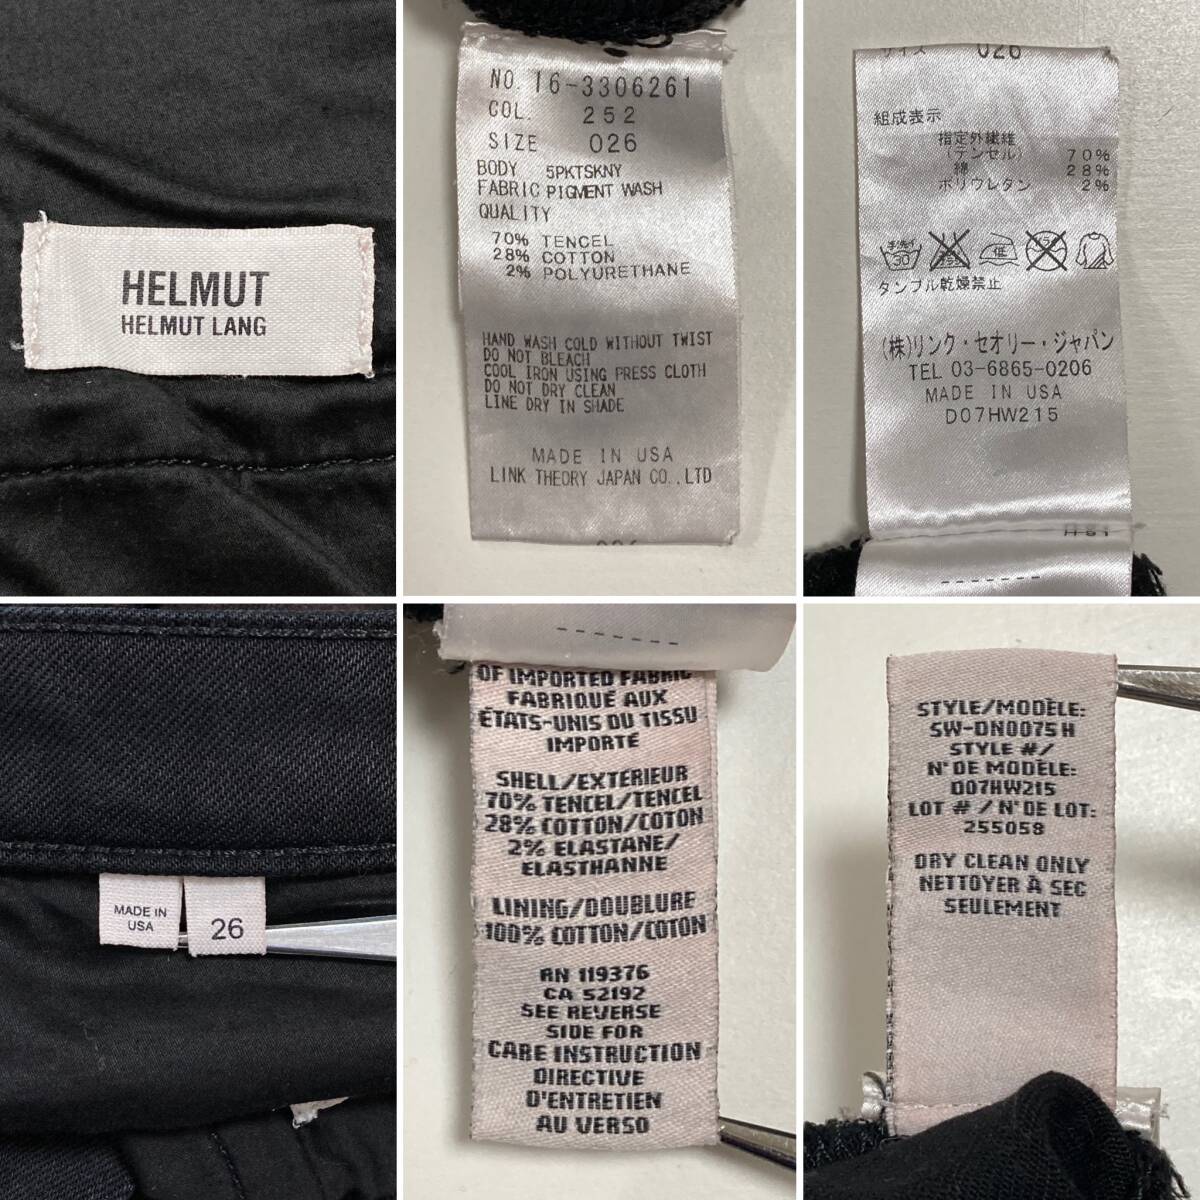 HELMUT
HELMUT LANG
NO. 16-3306261
COL. 252
SIZE 026
BODY 5PKTSKNY
FABRIC PIGMENT WASH
QUALITY
70% TENCEL
28% COTTON
2% POLYURETHANE
HAND WASH COLD WITHOUT TWIST
DO NOT BLEACH
COOL IRON USING PRESS CLOTH
DO NOT DRY CLEAN
LINE DRY IN SHADE
MADE IN USA
LINK THEORY JAPAN CO.,LTD
サイズ 026
組成表示
指定外繊維
(テンセル) 70%
綿 28%
ポリウレタン 2%
手洗イ 30
低
タンブル乾燥禁止
(株)リンク・セオリー・ジャパン
TEL 03-6865-0206
MADE IN USA
D07HW215
MADE IN
USA
26
OF IMPORTED FABRIC
FABRIQUÉ AUX
ÉTATS-UNIS DU TISSU
IMPORTÉ
SHELL/EXTÉRIEUR
70% TENCEL/TENCEL
28% COTTON/COTON
2% ELASTANE/
ELASTHANNE
LINING/DOUBLURE
100% COTTON/COTON
RN 119376
CA 52192
SEE REVERSE
SIDE FOR
CARE INSTRUCTION
DIRECTIVE
D'ENTRETIEN
AU VERSO
STYLE/MODÈLE:
SW-DN0075H
STYLE #/
N° DE MODÈLE:
D07HW215
LOT # / N° DE LOT:
255058
DRY CLEAN ONLY
NETTOYER À SEC
SEULEMENT